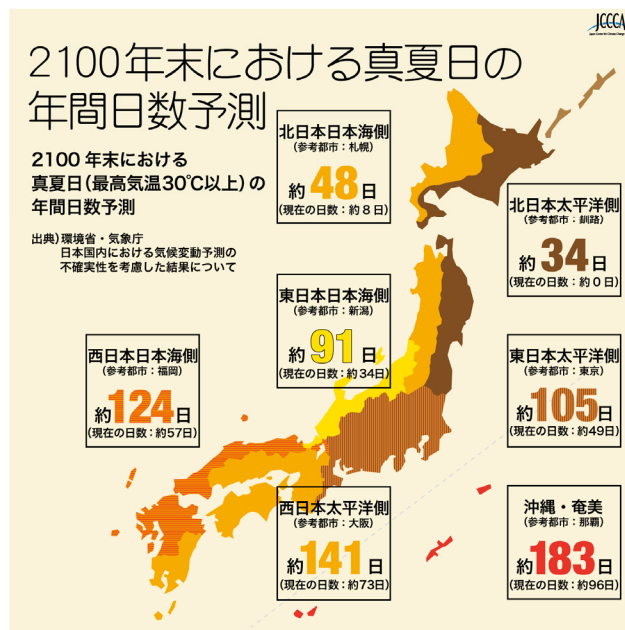 JCCCA
Japan Center for Climate Change
2100年末における真夏日の
年間日数予測
2100 年末における
真夏日（最高気温30℃以上）の
年間日数予測
出典）環境省・気象庁
日本国内における気候変動予測の
不確実性を考慮した結果について
北日本日本海側
（参考都市：札幌）
約48日
（現在の日数：約８日）
北日本太平洋側
（参考都市：釧路）
約34日
（現在の日数：約０日）
東日本日本海側
（参考都市：新潟）
約91日
（現在の日数：約34日）
西日本日本海側
（参考都市：福岡）
約124日
（現在の日数：約57日）
東日本太平洋側
（参考都市：東京）
約105日
（現在の日数：約49日）
西日本太平洋側
（参考都市：大阪）
約141日
（現在の日数：約73日）
沖縄・奄美
（参考都市：那覇）
約183日
（現在の日数：約96日）